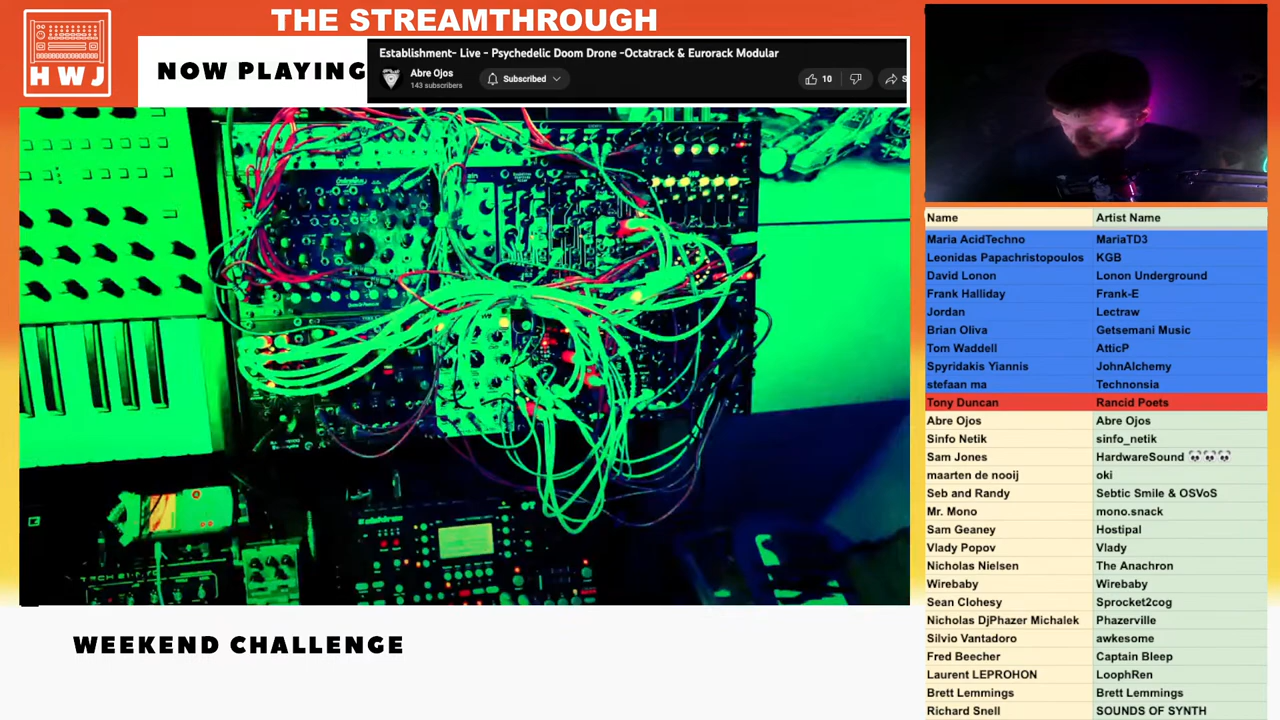 THE STREAMTHROUGH
HWJ
NOW PLAYING
Establishment- Live - Psychedelic Doom Drone -Octatrack & Eurorack Modular
Abre Ojos
143 subscribers
Subscribed
10
S
WEEKEND CHALLENGE
Name Artist Name
Maria AcidTechno MariaTD3
Leonidas Papachristopoulos KGB
David Lonon Lonon Underground
Frank Halliday Frank-E
Jordan Lectraw
Brian Oliva Getsemani Music
Tom Waddell AtticP
Spyridakis Yiannis JohnAlchemy
stefaan ma Technonsia
Tony Duncan Rancid Poets
Abre Ojos Abre Ojos
Sinfo Netik sinfo_netik
Sam Jones HardwareSound 🐼🐼🐼
maarten de nooij oki
Seb and Randy Sebtic Smile & OSVoS
Mr. Mono mono.snack
Sam Geaney Hostipal
Vlady Popov Vlady
Nicholas Nielsen The Anachron
Wirebaby Wirebaby
Sean Clohesy Sprocket2cog
Nicholas DjPhazer Michalek Phazerville
Silvio Vantadoro awkesome
Fred Beecher Captain Bleep
Laurent LEPROHON LoophRen
Brett Lemmings Brett Lemmings
Richard Snell SOUNDS OF SYNTH